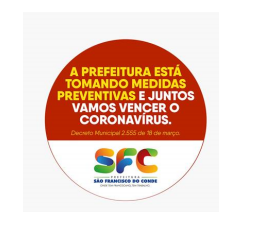 A PREFEITURA ESTÁ
TOMANDO MEDIDAS
PREVENTIVAS E JUNTOS
VAMOS VENCER O
CORONAVÍRUS.
Decreto Municipal 2.555 de 18 de março.
SFC
PREFEITURA
SÃO FRANCISCO DO CONDE